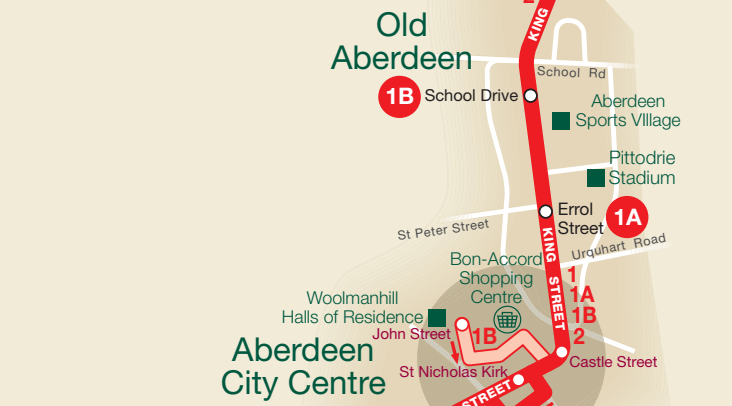 2
KING
Old
Aberdeen
School Rd
1B School Drive
Aberdeen
Sports VIllage
Pittodrie
Stadium
Errol
Street
1A
St Peter Street
KING STREET
Urquhart Road
Bon-Accord
Shopping
Centre
1
1A
1B
2
Woolmanhill
Halls of Residence
John Street
1B
Aberdeen
City Centre
Castle Street
St Nicholas Kirk
STREET